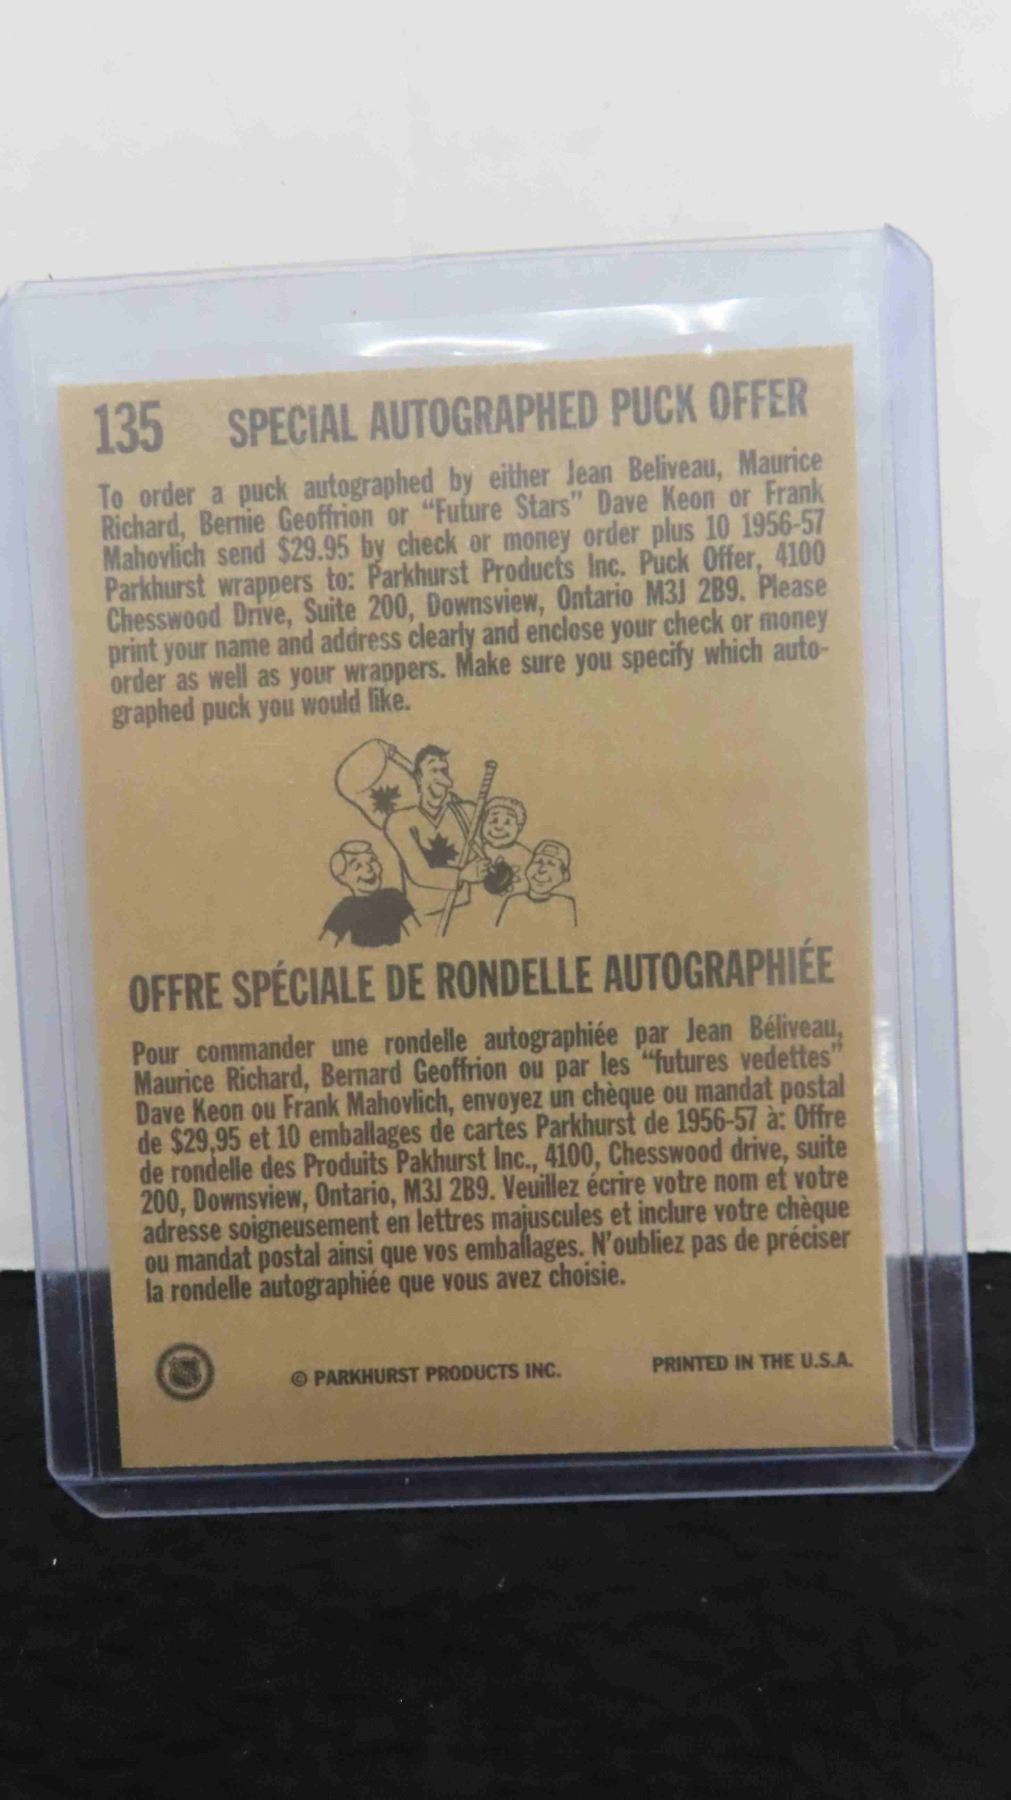 135 SPECIAL AUTOGRAPHED PUCK OFFER
To order a puck autographed by either Jean Beliveau, Maurice
Richard, Bernie Geoffrion or “Future Stars” Dave Keon or Frank
Mahovlich send $29.95 by check or money order plus 10 1956-57
Parkhurst wrappers to: Parkhurst Products Inc. Puck Offer, 4100
Chesswood Drive, Suite 200, Downsview, Ontario M3J 2B9. Please
print your name and address clearly and enclose your check or money
order as well as your wrappers. Make sure you specify which auto-
graphed puck you would like.
OFFRE SPÉCIALE DE RONDELLE AUTOGRAPHIÉE
Pour commander une rondelle autographiée par Jean Béliveau,
Maurice Richard, Bernard Geoffrion ou par les “futures vedettes”
Dave Keon ou Frank Mahovlich, envoyez un chèque ou mandat postal
de $29,95 et 10 emballages de cartes Parkhurst de 1956-57 à: Offre
de rondelle des Produits Pakhurst Inc., 4100, Chesswood drive, suite
200, Downsview, Ontario, M3J 2B9. Veuillez écrire votre nom et votre
adresse soigneusement en lettres majuscules et inclure votre chèque
ou mandat postal ainsi que vos emballages. N’oubliez pas de préciser
la rondelle autographiée que vous avez choisie.
© PARKHURST PRODUCTS INC. PRINTED IN THE U.S.A.